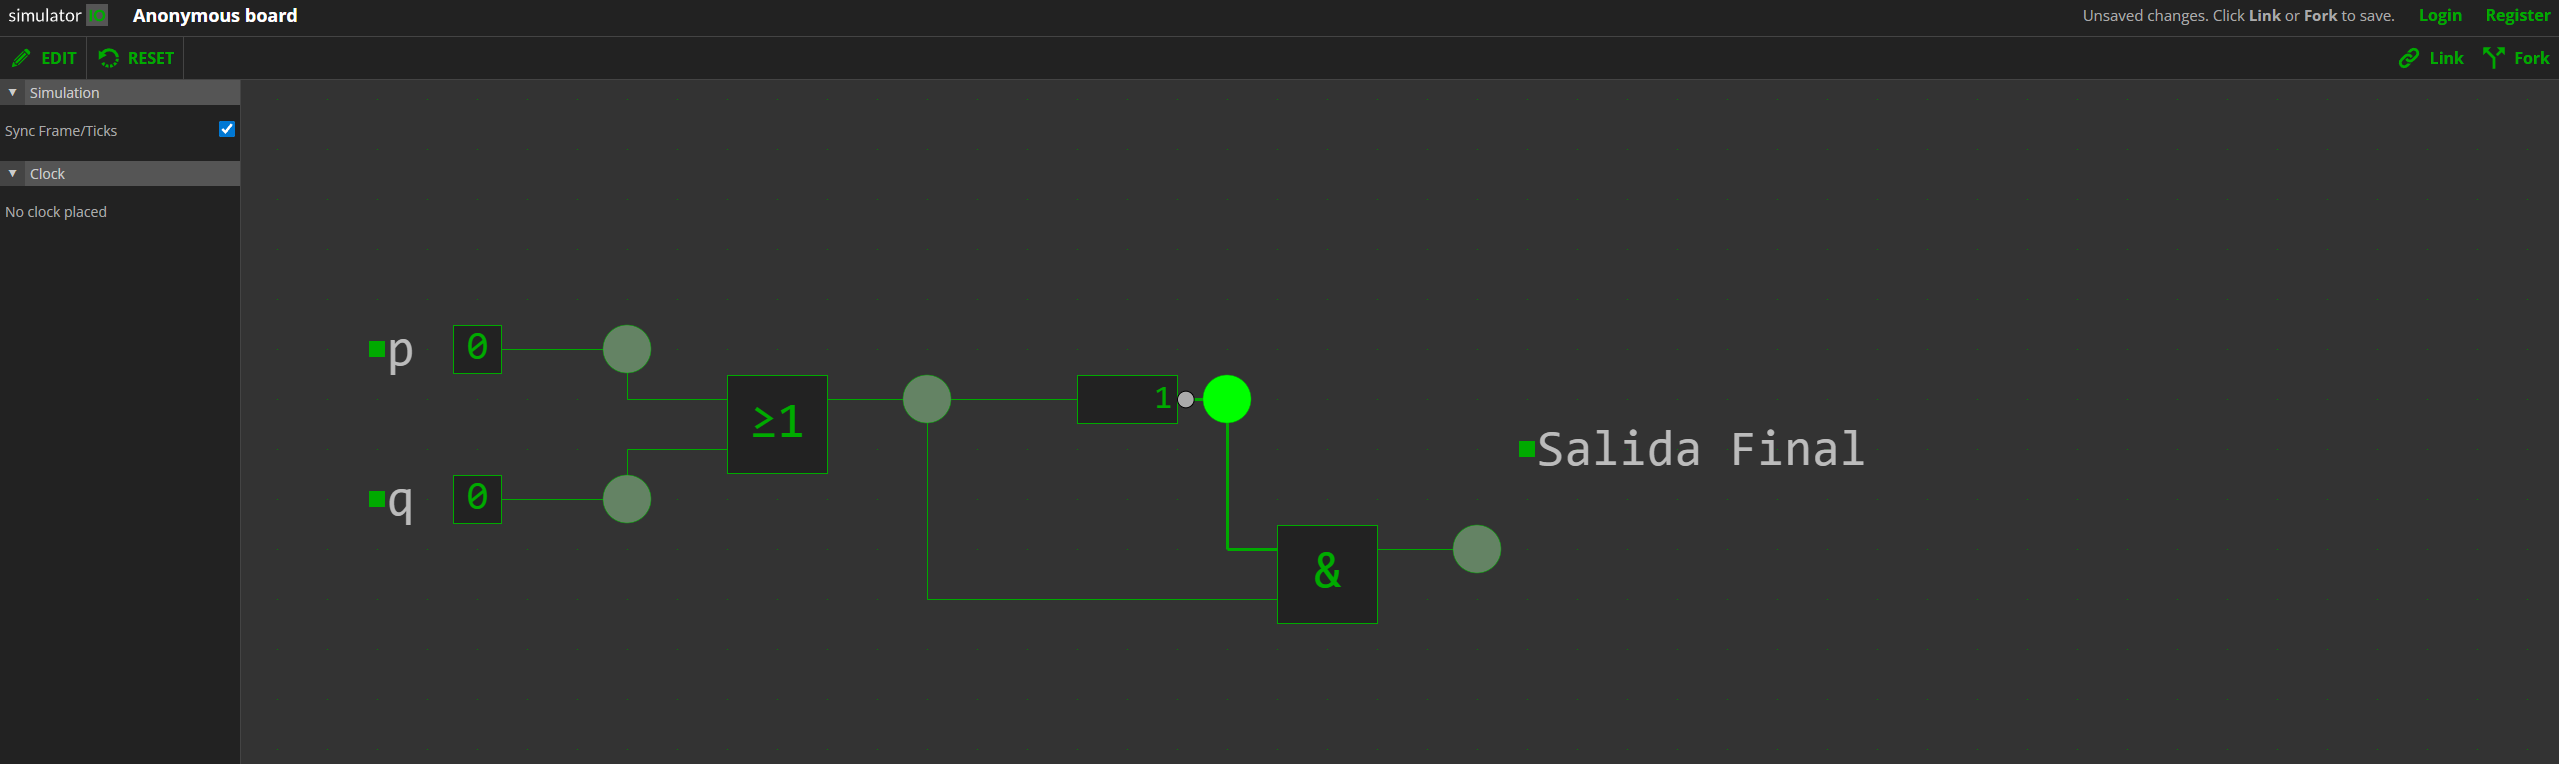 simulator IO Anonymous board Unsaved changes. Click Link or Fork to save. Login Register
EDIT RESET Link Fork
▼ Simulation
Sync Frame/Ticks
▼ Clock
No clock placed
p 0
≥1
1
q 0
Salida Final
&